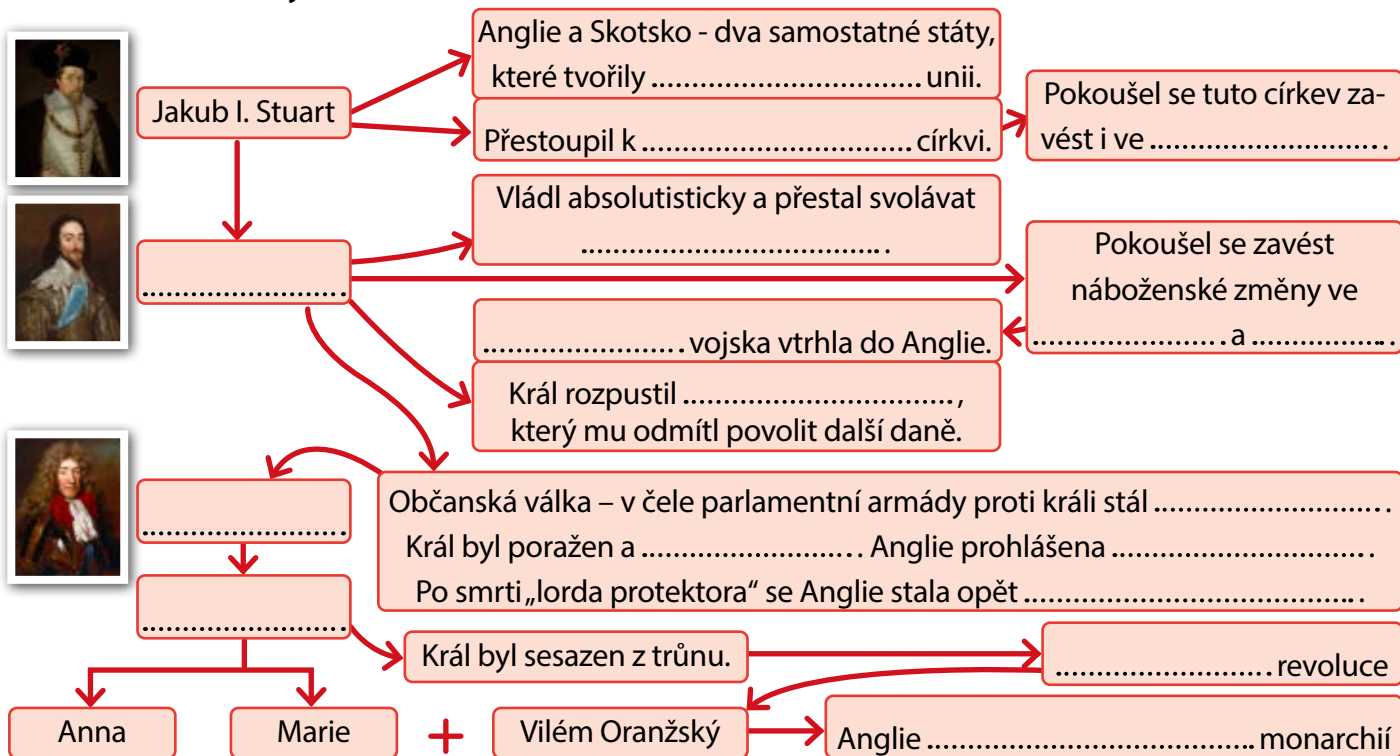 Anglie a Skotsko - dva samostatné státy,
které tvořily ................................ unii.
Jakub I. Stuart
Přestoupil k ................................ církvi.
Pokoušel se tuto církev za-
vést i ve ............................ .
Vládl absolutisticky a přestal svolávat
.................................... .
........................
Pokoušel se zavést
náboženské změny ve
....................... a ................. .
........................ vojska vtrhla do Anglie.
Král rozpustil ................................ ,
který mu odmítl povolit další daně.
........................
Občanská válka – v čele parlamentní armády proti králi stál ............................ .
Král byl poražen a .......................... . Anglie prohlášena ............................... .
Po smrti „lorda protektora“ se Anglie stala opět ....................................... .
........................
Král byl sesazen z trůnu.
.......................... revoluce
Anna
Marie
+
Vilém Oranžský
Anglie ....................................... monarchií